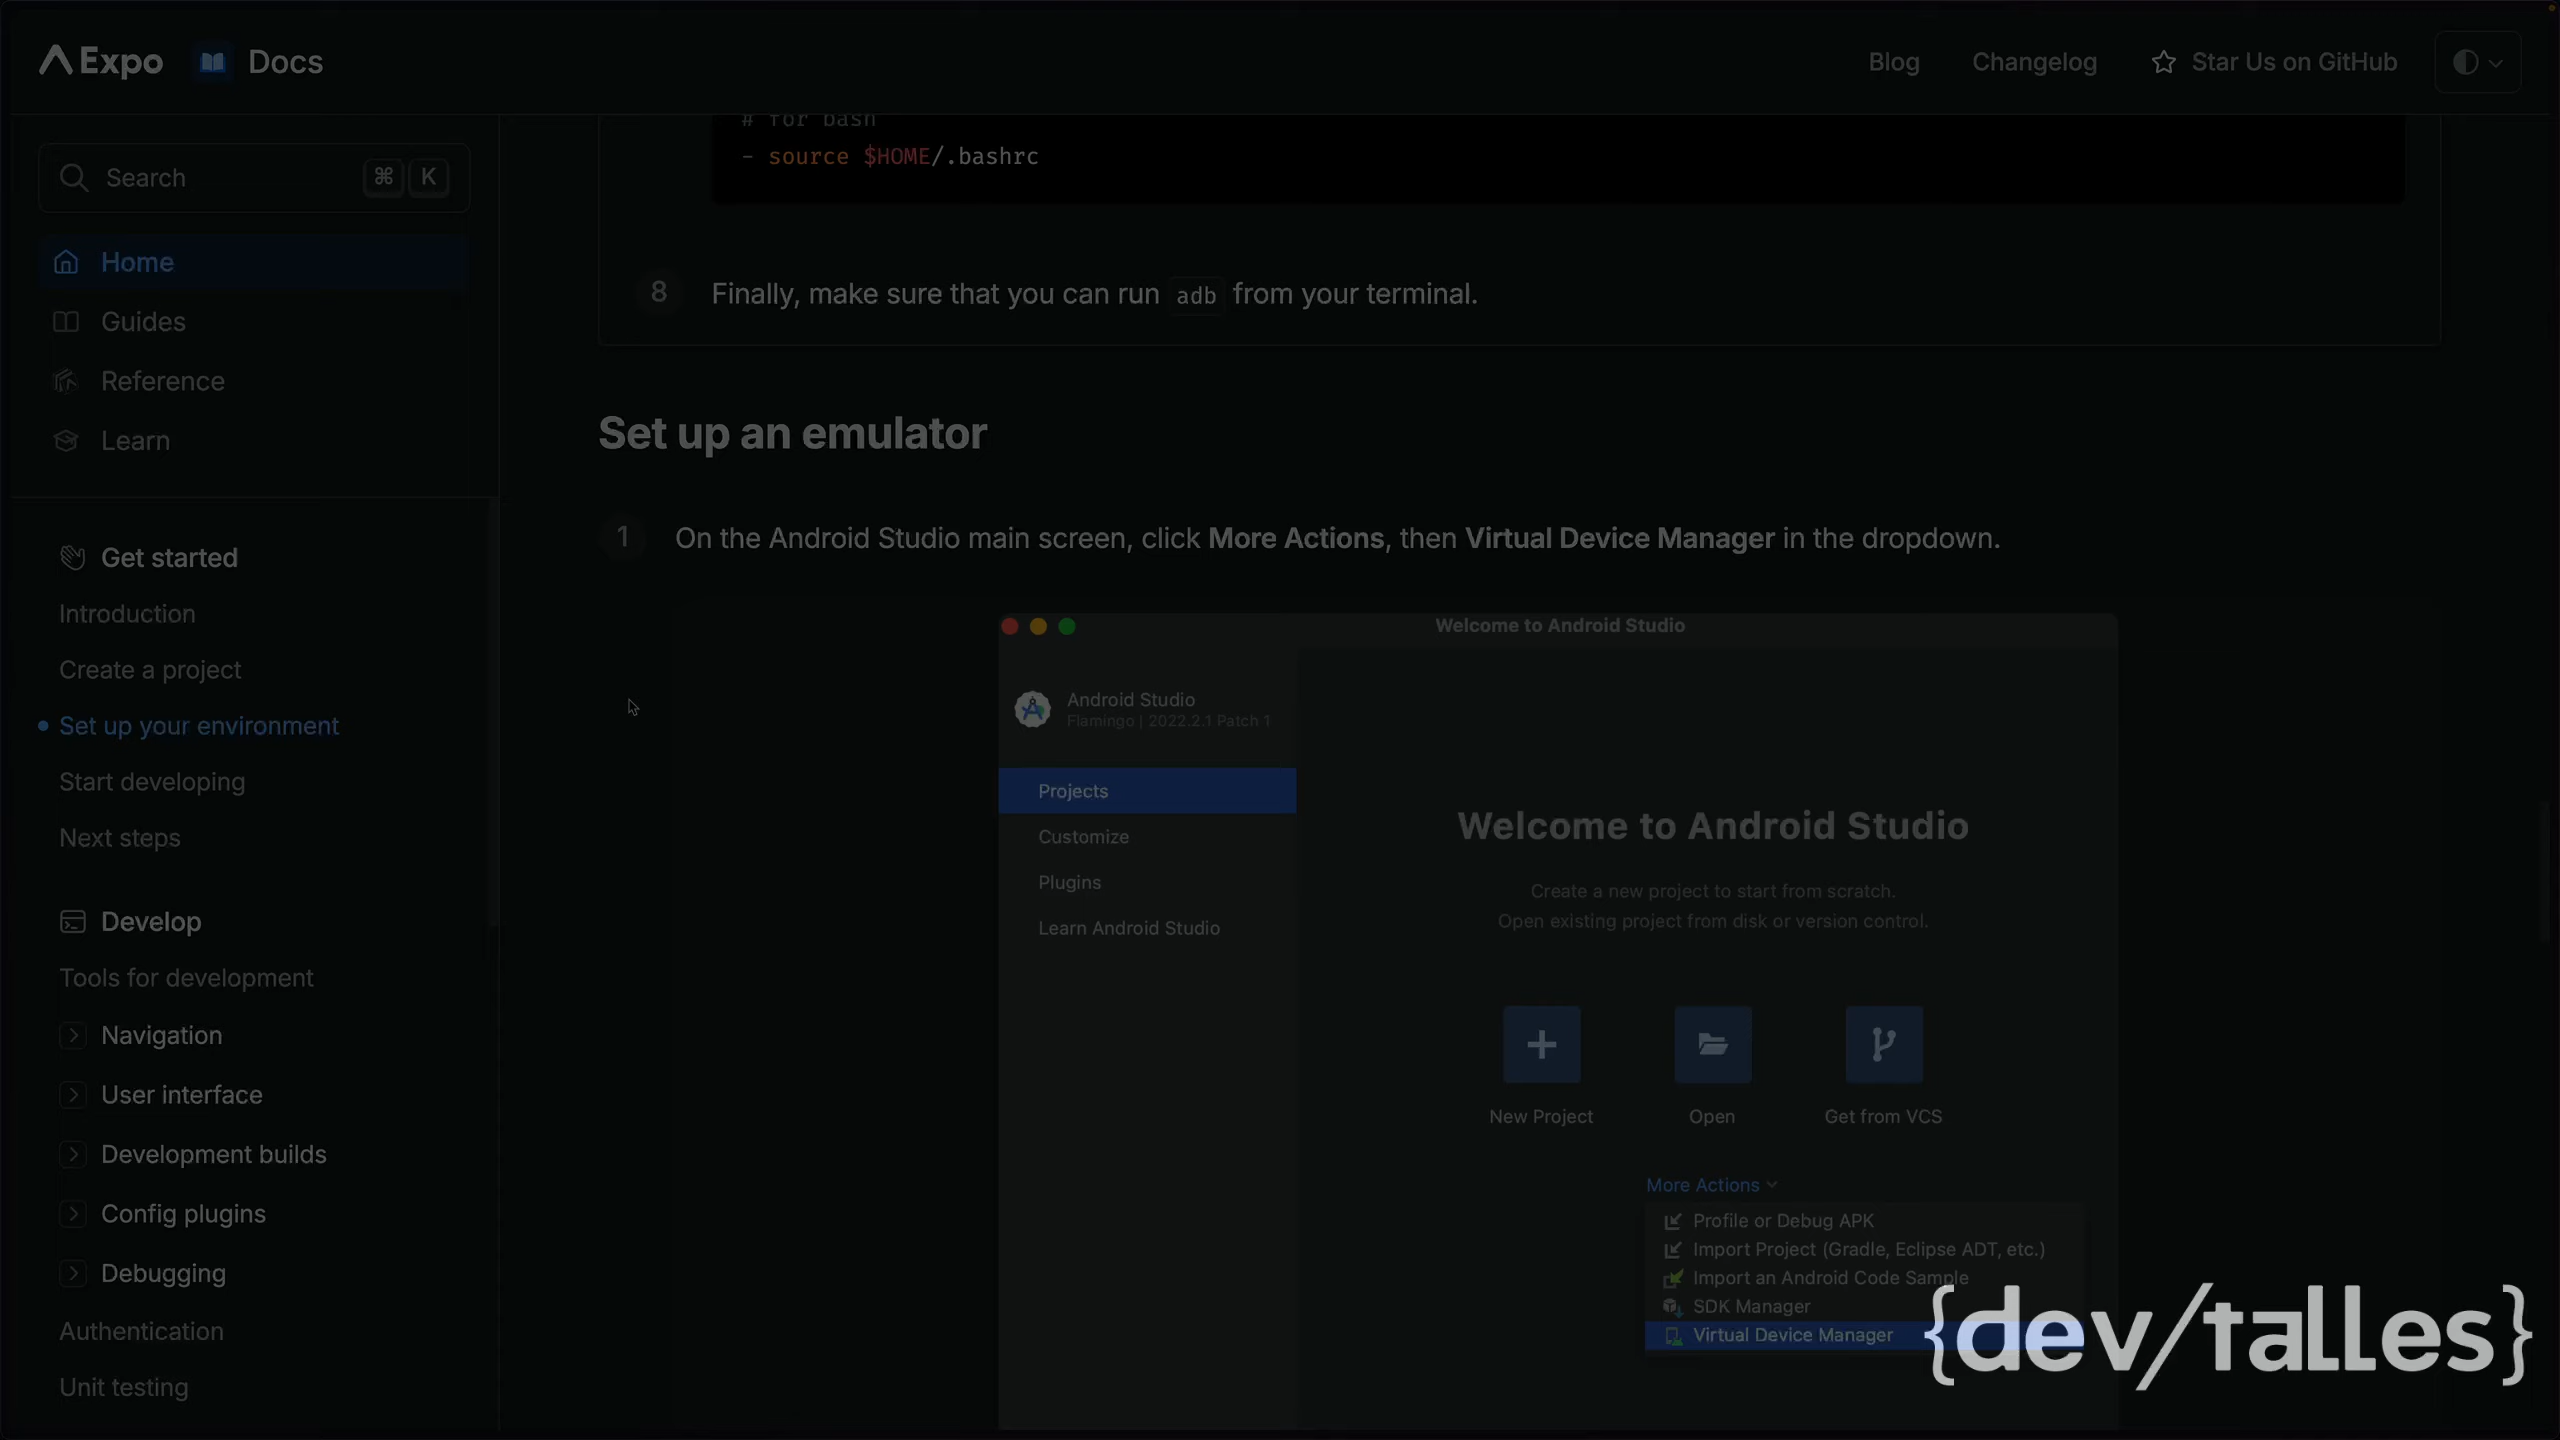 Expo
Docs
Blog
Changelog
Star Us on GitHub
Search
⌘ K
Home
Guides
Reference
Learn
Get started
Introduction
Create a project
Set up your environment
Start developing
Next steps
Develop
Tools for development
Navigation
User interface
Development builds
Config plugins
Debugging
Authentication
Unit testing
# for bash
- source $HOME/.bashrc
8 Finally, make sure that you can run adb from your terminal.
Set up an emulator
1 On the Android Studio main screen, click More Actions, then Virtual Device Manager in the dropdown.
Welcome to Android Studio
Android Studio
Flamingo | 2022.2.1 Patch 1
Projects
Customize
Plugins
Learn Android Studio
Welcome to Android Studio
Create a new project to start from scratch.
Open existing project from disk or version control.
New Project
Open
Get from VCS
More Actions
Profile or Debug APK
Import Project (Gradle, Eclipse ADT, etc.)
Import an Android Code Sample
SDK Manager
Virtual Device Manager
{dev/talles}